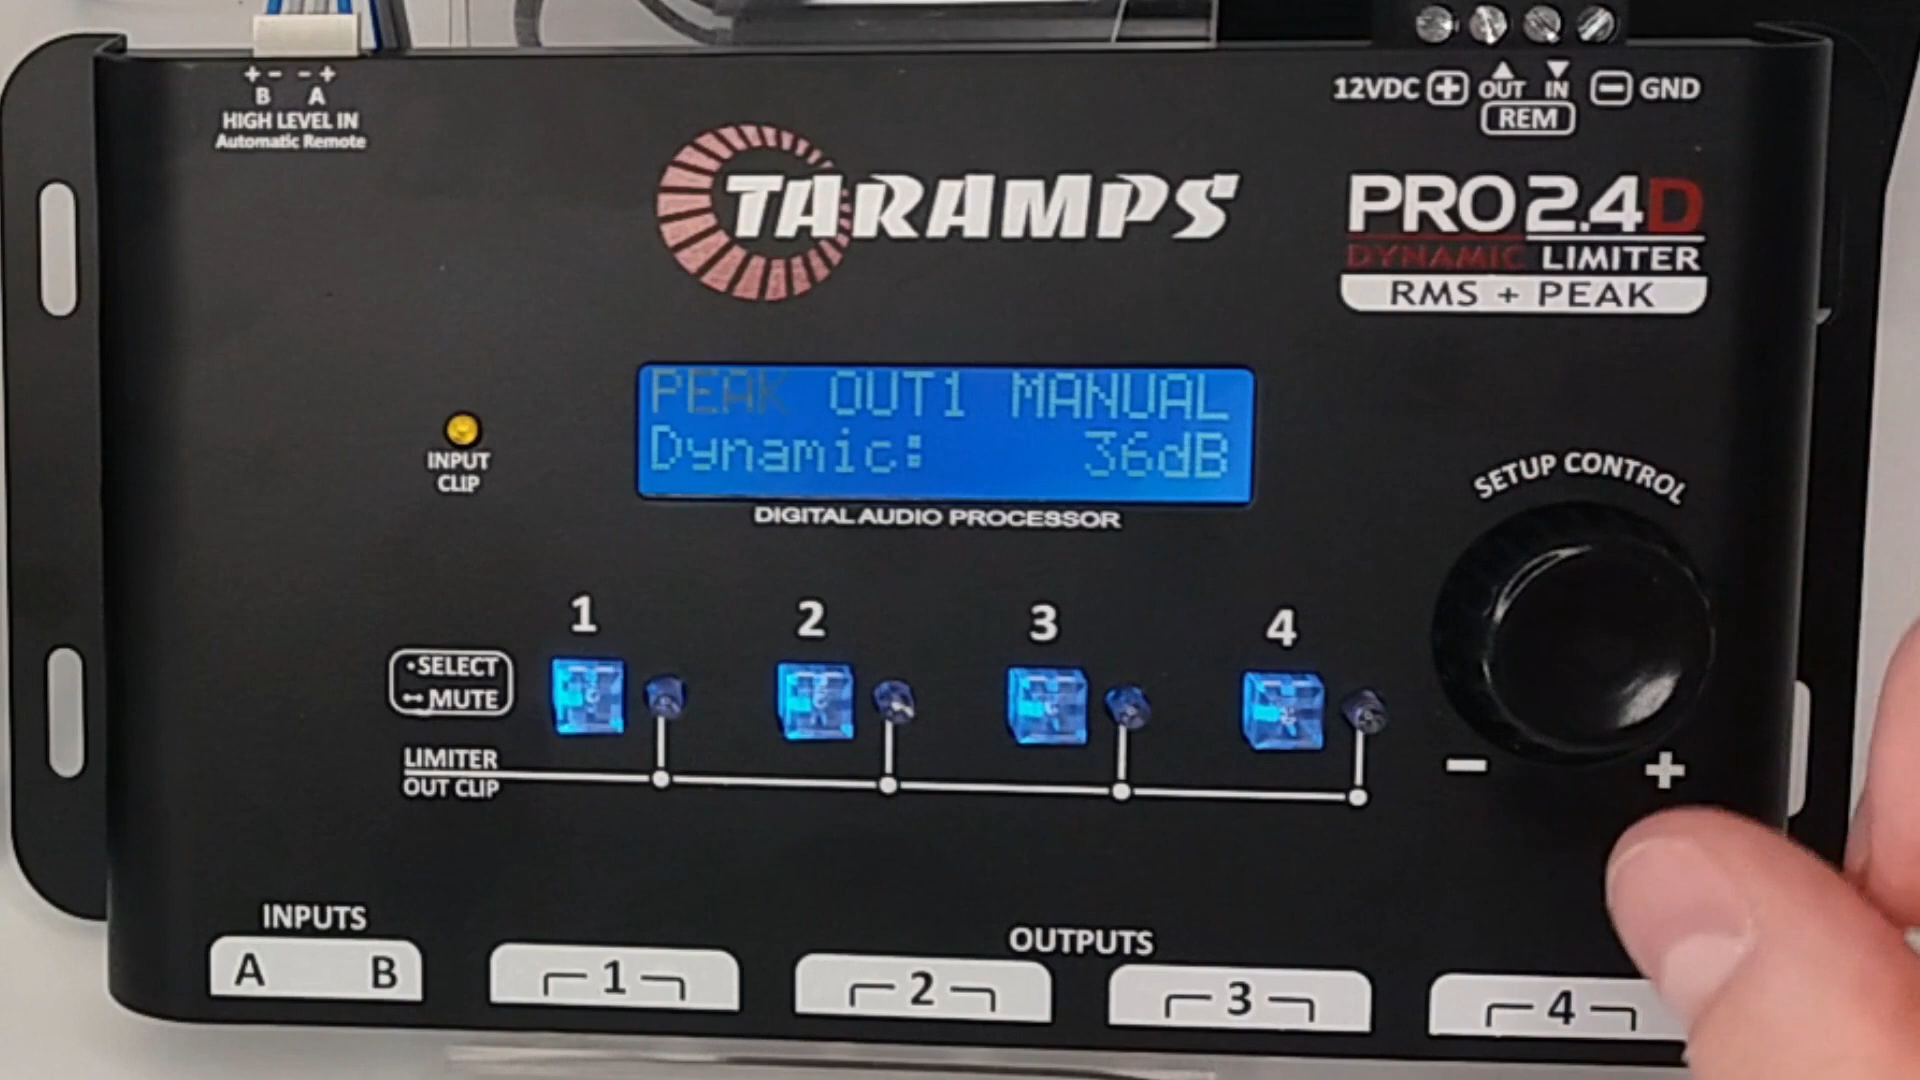 + - - +
B A
HIGH LEVEL IN
Automatic Remote
12VDC + OUT IN - GND
REM
TARAMPS
PRO 2.4D
DYNAMIC LIMITER
RMS + PEAK
PEAK OUT1 MANUAL
Dynamic: 36dB
INPUT
CLIP
DIGITAL AUDIO PROCESSOR
SETUP CONTROL
- +
1 2 3 4
•SELECT
↔ MUTE
LIMITER
OUT CLIP
INPUTS
A B
OUTPUTS
1 2 3 4